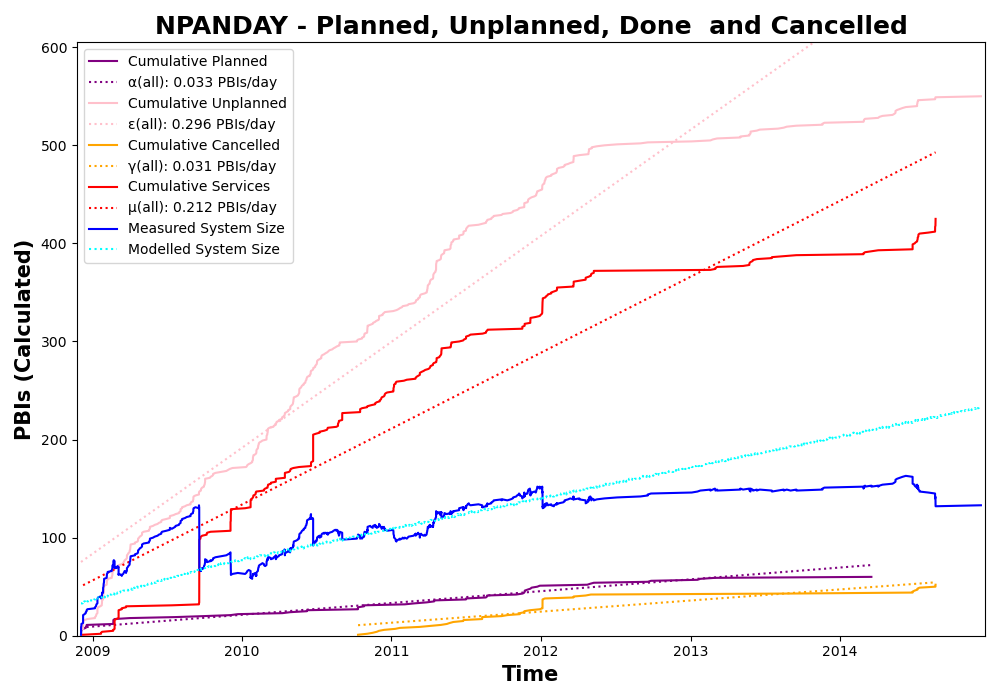 NPANDAY - Planned, Unplanned, Done  and Cancelled
PBIs (Calculated)
600
500
400
300
200
100
0
Cumulative Planned
α(all): 0.033 PBIs/day
Cumulative Unplanned
ε(all): 0.296 PBIs/day
Cumulative Cancelled
γ(all): 0.031 PBIs/day
Cumulative Services
μ(all): 0.212 PBIs/day
Measured System Size
Modelled System Size
2009 2010 2011 2012 2013 2014
Time